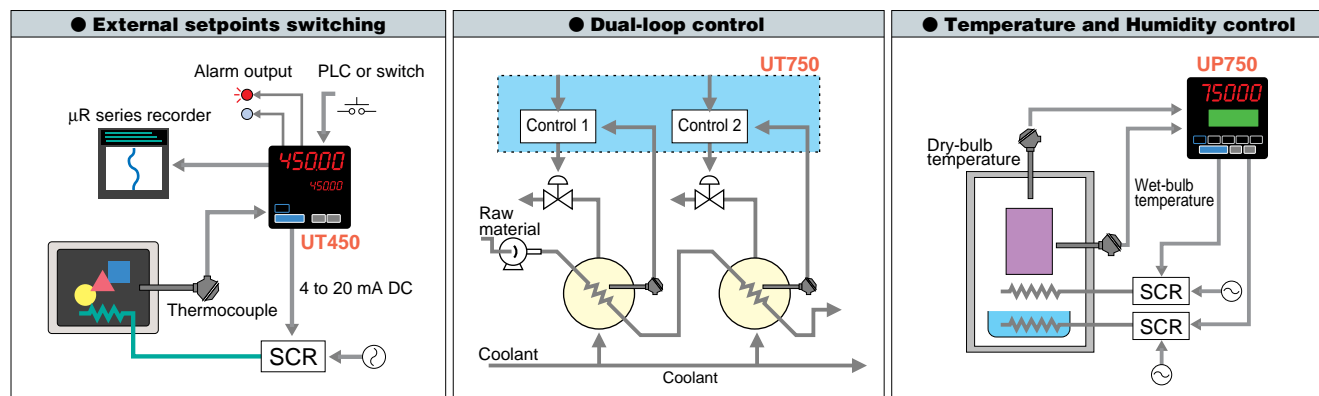 ● External setpoints switching
Alarm output
PLC or switch
μR series recorder
450.00
450.00
UT450
Thermocouple
4 to 20 mA DC
SCR
● Dual-loop control
UT750
Control 1
Control 2
Raw
material
Coolant
Coolant
● Temperature and Humidity control
UP750
75000
Dry-bulb
temperature
Wet-bulb
temperature
SCR
SCR